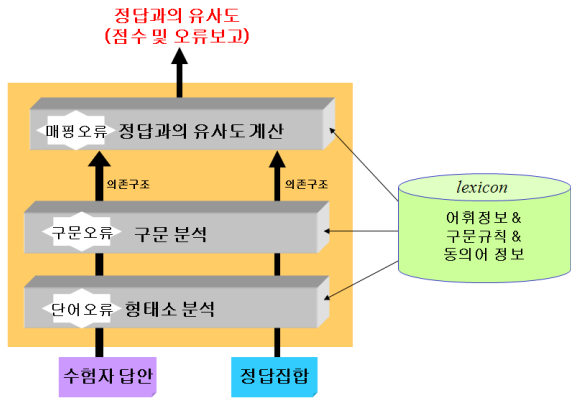 정답과의 유사도
(점수 및 오류보고)
매핑오류
정답과의 유사도 계산
의존구조
의존구조
구문오류
구문 분석
단어오류
형태소 분석
수험자 답안
정답집합
lexicon
어휘정보 &
구문규칙 &
동의어 정보